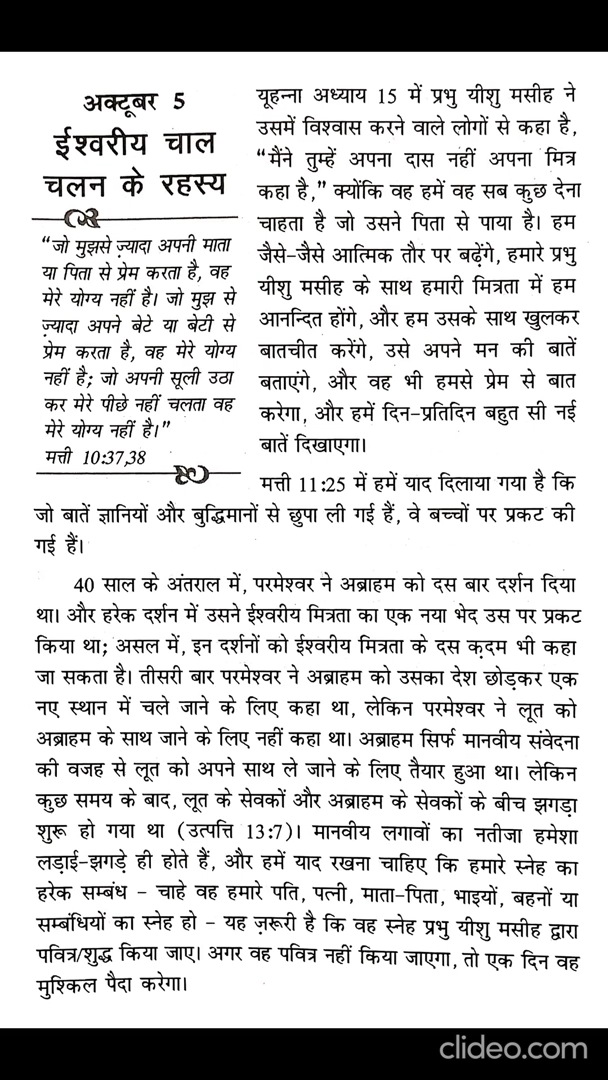 अक्टूबर 5
ईश्वरीय चाल
चलन के रहस्य
“जो मुझसे ज़्यादा अपनी माता
या पिता से प्रेम करता है, वह
मेरे योग्य नहीं है। जो मुझ से
ज़्यादा अपने बेटे या बेटी से
प्रेम करता है, वह मेरे योग्य
नहीं है; जो अपनी सूली उठा
कर मेरे पीछे नहीं चलता वह
मेरे योग्य नहीं है।”
मत्ती 10:37,38
यूहन्ना अध्याय 15 में प्रभु यीशु मसीह ने
उसमें विश्वास करने वाले लोगों से कहा है,
“मैंने तुम्हें अपना दास नहीं अपना मित्र
कहा है,” क्योंकि वह हमें वह सब कुछ देना
चाहता है जो उसने पिता से पाया है। हम
जैसे-जैसे आत्मिक तौर पर बढ़ेंगे, हमारे प्रभु
यीशु मसीह के साथ हमारी मित्रता में हम
आनन्दित होंगे, और हम उसके साथ खुलकर
बातचीत करेंगे, उसे अपने मन की बातें
बताएंगे, और वह भी हमसे प्रेम से बात
करेगा, और हमें दिन-प्रतिदिन बहुत सी नई
बातें दिखाएगा।
मत्ती 11:25 में हमें याद दिलाया गया है कि
जो बातें ज्ञानियों और बुद्धिमानों से छुपा ली गई हैं, वे बच्चों पर प्रकट की
गई हैं।
40 साल के अंतराल में, परमेश्वर ने अब्राहम को दस बार दर्शन दिया
था। और हरेक दर्शन में उसने ईश्वरीय मित्रता का एक नया भेद उस पर प्रकट
किया था; असल में, इन दर्शनों को ईश्वरीय मित्रता के दस क़दम भी कहा
जा सकता है। तीसरी बार परमेश्वर ने अब्राहम को उसका देश छोड़कर एक
नए स्थान में चले जाने के लिए कहा था, लेकिन परमेश्वर ने लूत को
अब्राहम के साथ जाने के लिए नहीं कहा था। अब्राहम सिर्फ मानवीय संवेदना
की वजह से लूत को अपने साथ ले जाने के लिए तैयार हुआ था। लेकिन
कुछ समय के बाद, लूत के सेवकों और अब्राहम के सेवकों के बीच झगड़ा
शुरू हो गया था (उत्पत्ति 13:7)। मानवीय लगावों का नतीजा हमेशा
लड़ाई-झगड़े ही होते हैं, और हमें याद रखना चाहिए कि हमारे स्नेह का
हरेक सम्बंध - चाहे वह हमारे पति, पत्नी, माता-पिता, भाइयों, बहनों या
सम्बंधियों का स्नेह हो - यह ज़रूरी है कि वह स्नेह प्रभु यीशु मसीह द्वारा
पवित्र/शुद्ध किया जाए। अगर वह पवित्र नहीं किया जाएगा, तो एक दिन वह
मुश्किल पैदा करेगा।
clideo.com